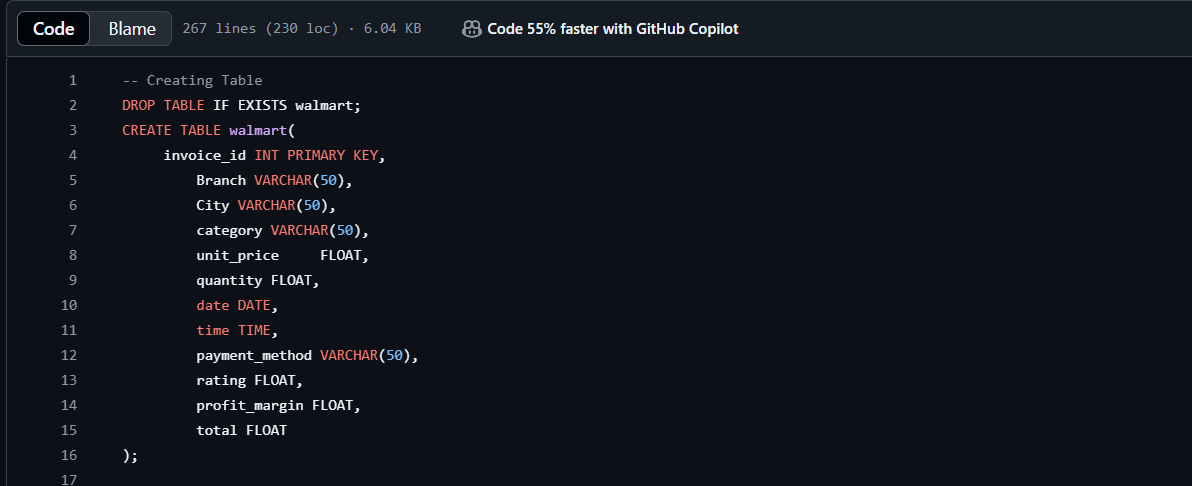 Code Blame 267 lines (230 loc) · 6.04 KB Code 55% faster with GitHub Copilot
1 -- Creating Table
2 DROP TABLE IF EXISTS walmart;
3 CREATE TABLE walmart(
4 invoice_id INT PRIMARY KEY,
5 Branch VARCHAR(50),
6 City VARCHAR(50),
7 category VARCHAR(50),
8 unit_price FLOAT,
9 quantity FLOAT,
10 date DATE,
11 time TIME,
12 payment_method VARCHAR(50),
13 rating FLOAT,
14 profit_margin FLOAT,
15 total FLOAT
16 );
17